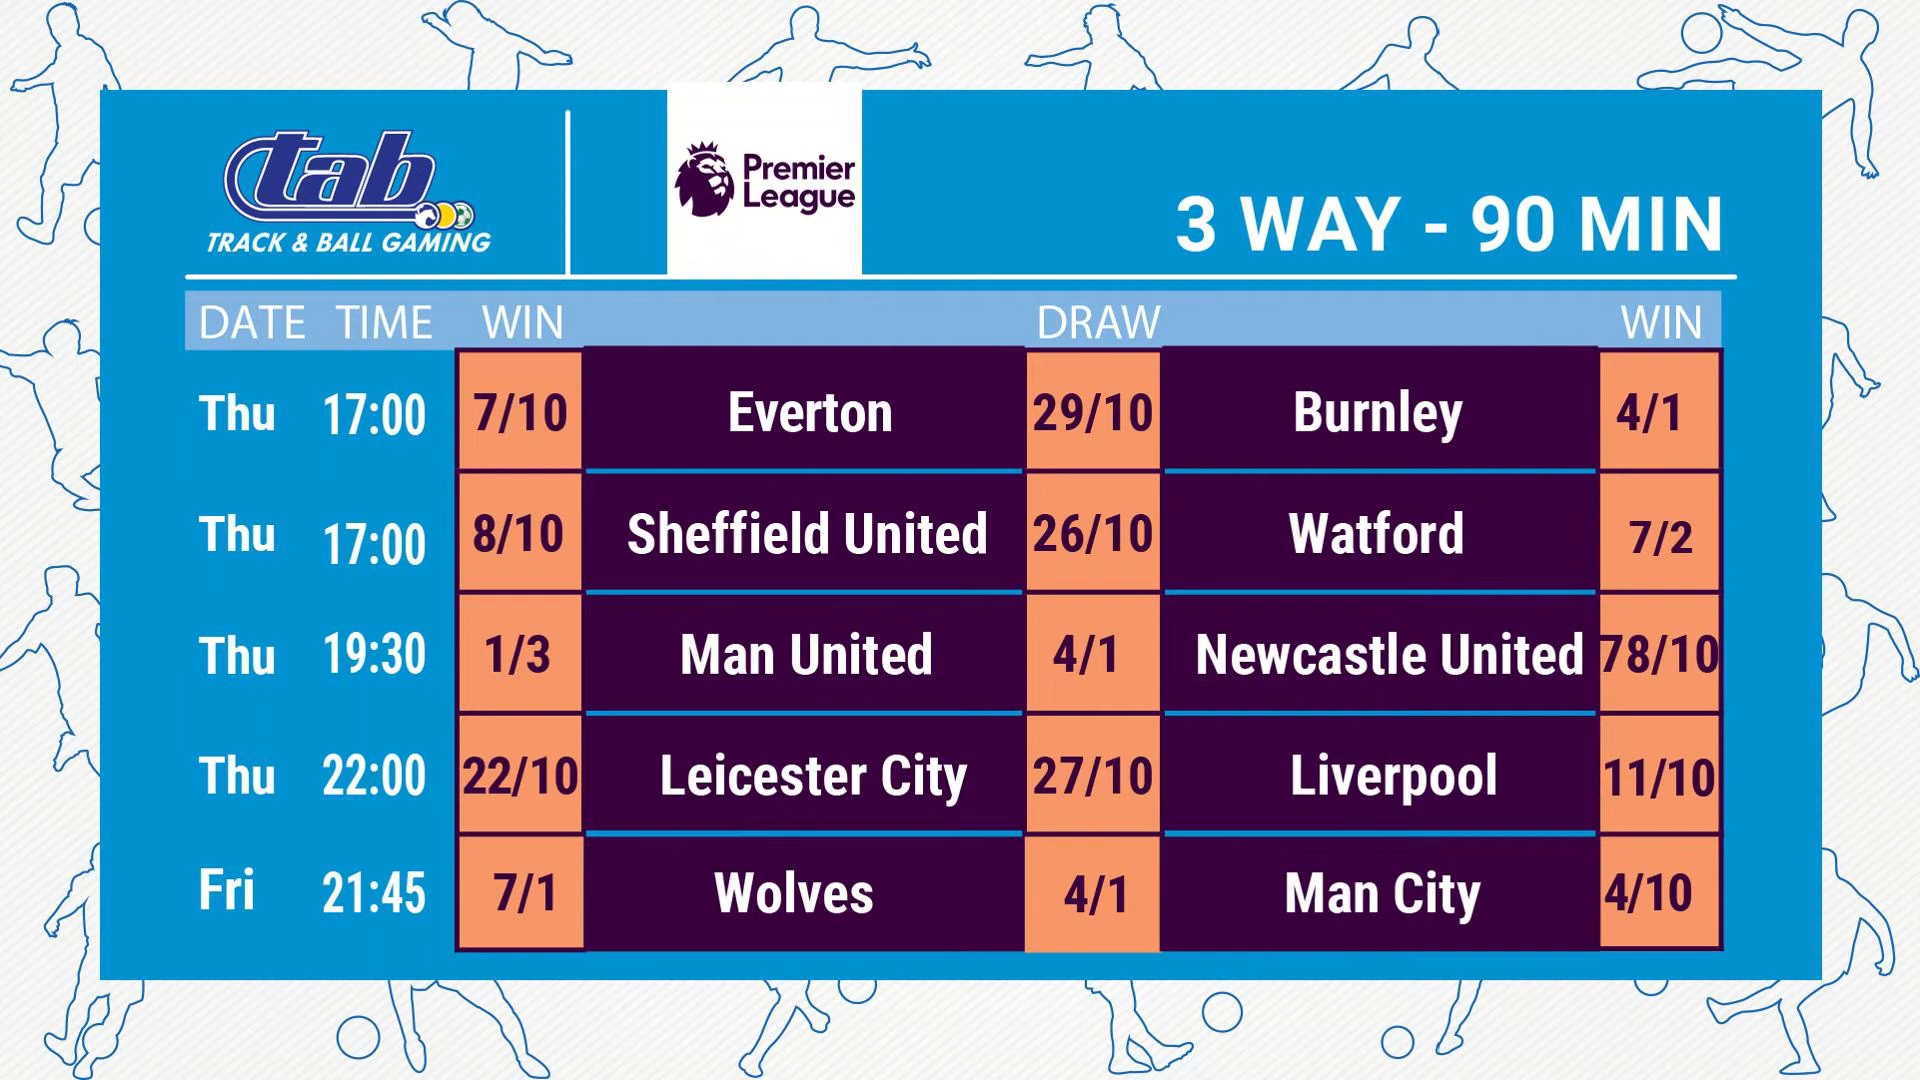 tab
TRACK & BALL GAMING
Premier
League
3 WAY - 90 MIN
DATE TIME WIN DRAW WIN
Thu 17:00 7/10 Everton 29/10 Burnley 4/1
Thu 17:00 8/10 Sheffield United 26/10 Watford 7/2
Thu 19:30 1/3 Man United 4/1 Newcastle United 78/10
Thu 22:00 22/10 Leicester City 27/10 Liverpool 11/10
Fri 21:45 7/1 Wolves 4/1 Man City 4/10